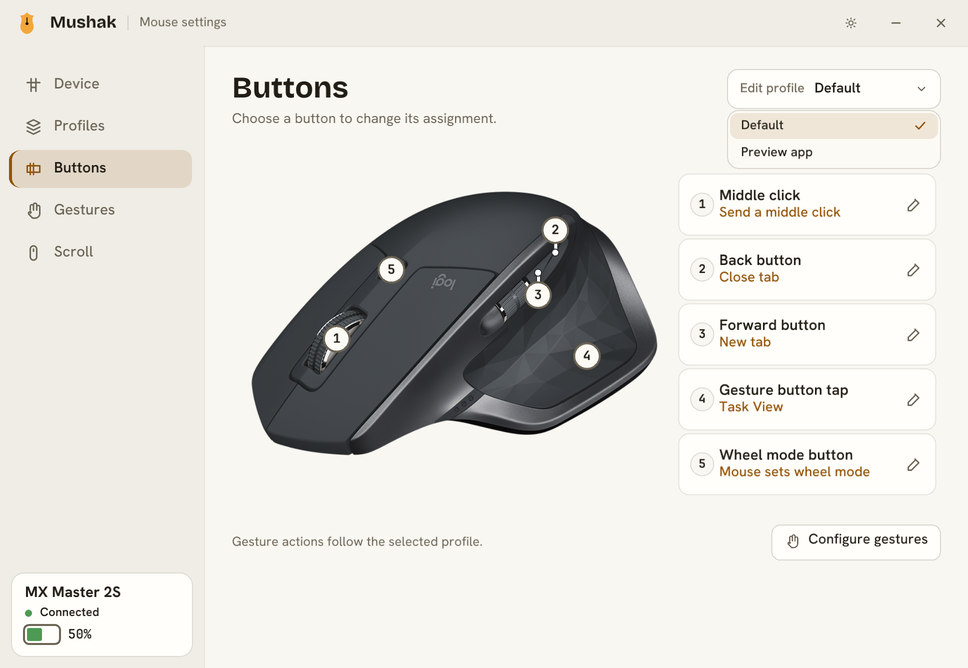 Mushak
Mouse settings
Device
Profiles
Buttons
Gestures
Scroll
MX Master 2S
Connected
50%
Buttons
Choose a button to change its assignment.
Edit profile Default
Default
Preview app
logi
1
2
3
4
5
1
Middle click
Send a middle click
2
Back button
Close tab
3
Forward button
New tab
4
Gesture button tap
Task View
5
Wheel mode button
Mouse sets wheel mode
Gesture actions follow the selected profile.
Configure gestures